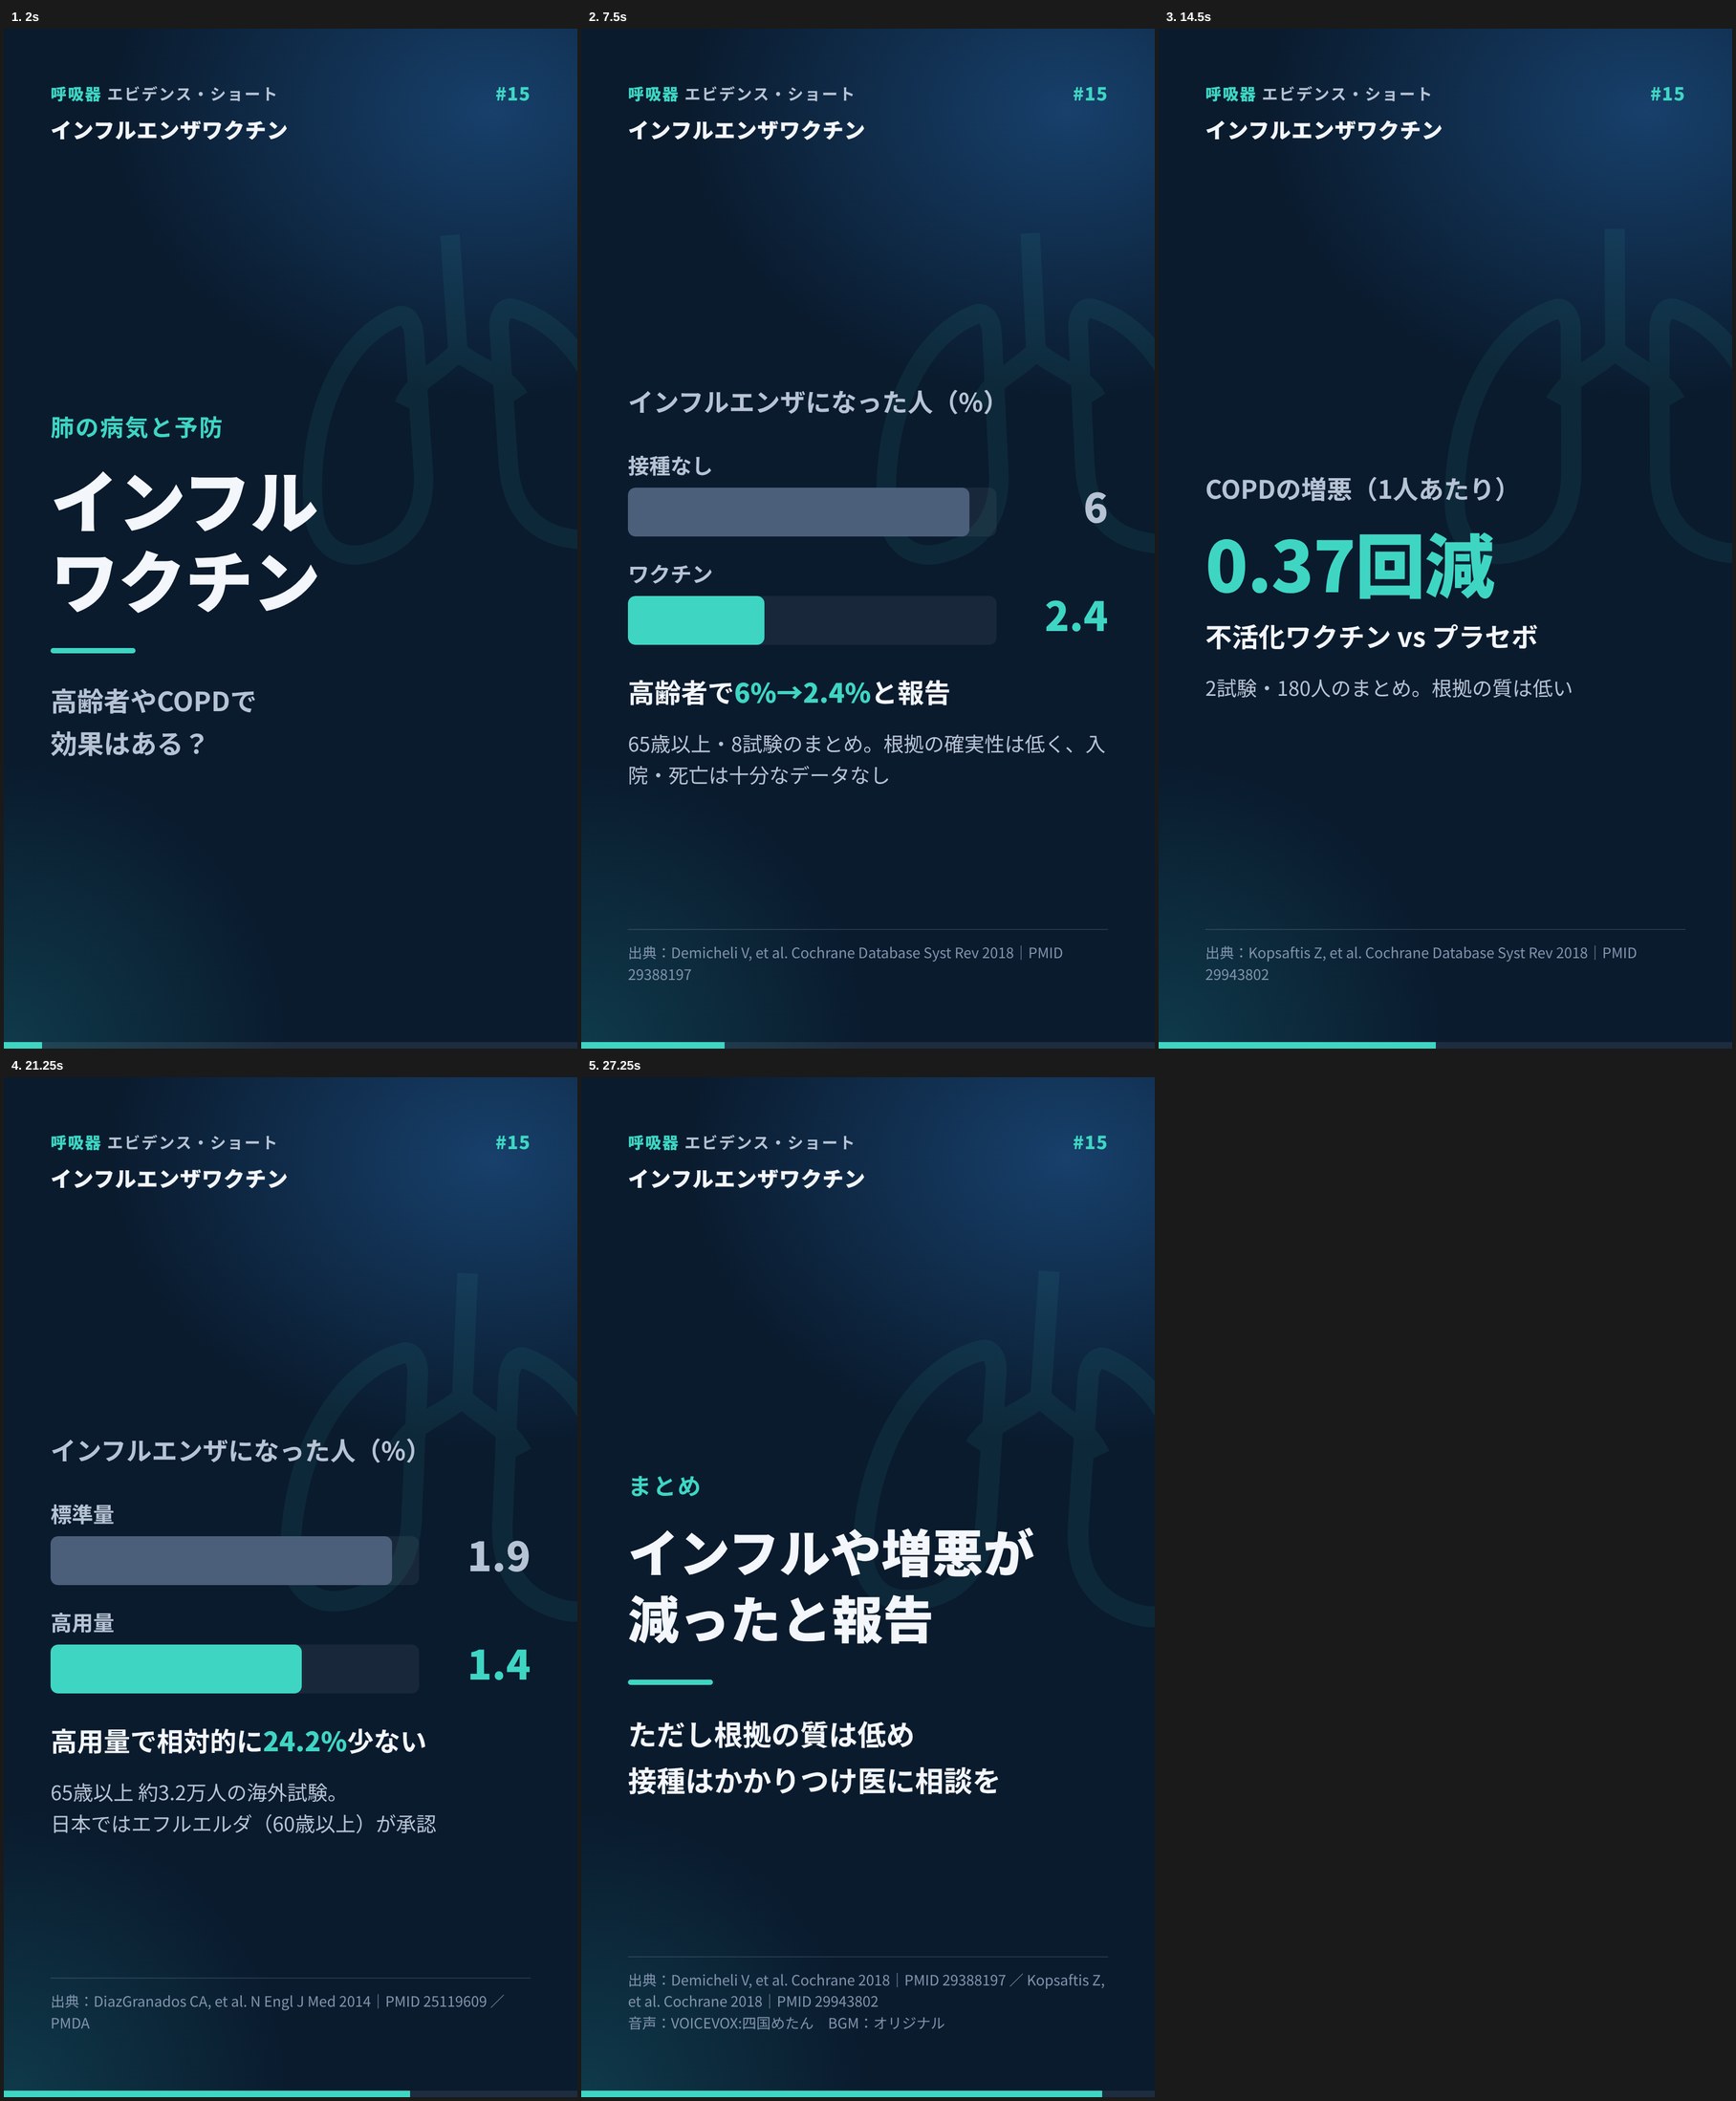 1. 2s
呼吸器 エビデンス・ショート #15
インフルエンザワクチン
肺の病気と予防
インフル
ワクチン
高齢者やCOPDで
効果はある？
2. 7.5s
呼吸器 エビデンス・ショート #15
インフルエンザワクチン
インフルエンザになった人（%）
接種なし
6
ワクチン
2.4
高齢者で6%→2.4%と報告
65歳以上・8試験のまとめ。根拠の確実性は低く、入
院・死亡は十分なデータなし
出典：Demicheli V, et al. Cochrane Database Syst Rev 2018｜PMID
29388197
3. 14.5s
呼吸器 エビデンス・ショート #15
インフルエンザワクチン
COPDの増悪（1人あたり）
0.37回減
不活化ワクチン vs プラセボ
2試験・180人のまとめ。根拠の質は低い
出典：Kopsaftis Z, et al. Cochrane Database Syst Rev 2018｜PMID
29943802
4. 21.25s
呼吸器 エビデンス・ショート #15
インフルエンザワクチン
インフルエンザになった人（%）
標準量
1.9
高用量
1.4
高用量で相対的に24.2%少ない
65歳以上 約3.2万人の海外試験。
日本ではエフルエルダ（60歳以上）が承認
出典：DiazGranados CA, et al. N Engl J Med 2014｜PMID 25119609 ／
PMDA
5. 27.25s
呼吸器 エビデンス・ショート #15
インフルエンザワクチン
まとめ
インフルや増悪が
減ったと報告
ただし根拠の質は低め
接種はかかりつけ医に相談を
出典：Demicheli V, et al. Cochrane 2018｜PMID 29388197 ／ Kopsaftis Z,
et al. Cochrane 2018｜PMID 29943802
音声：VOICEVOX:四国めたん　BGM：オリジナル